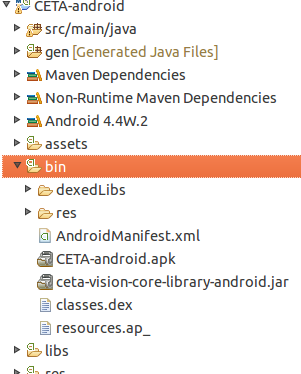 CETA-android
src/main/java
gen [Generated Java Files]
Maven Dependencies
Non-Runtime Maven Dependencies
Android 4.4W.2
assets
bin
dexedLibs
res
AndroidManifest.xml
CETA-android.apk
ceta-vision-core-library-android.jar
classes.dex
resources.ap_
libs
res